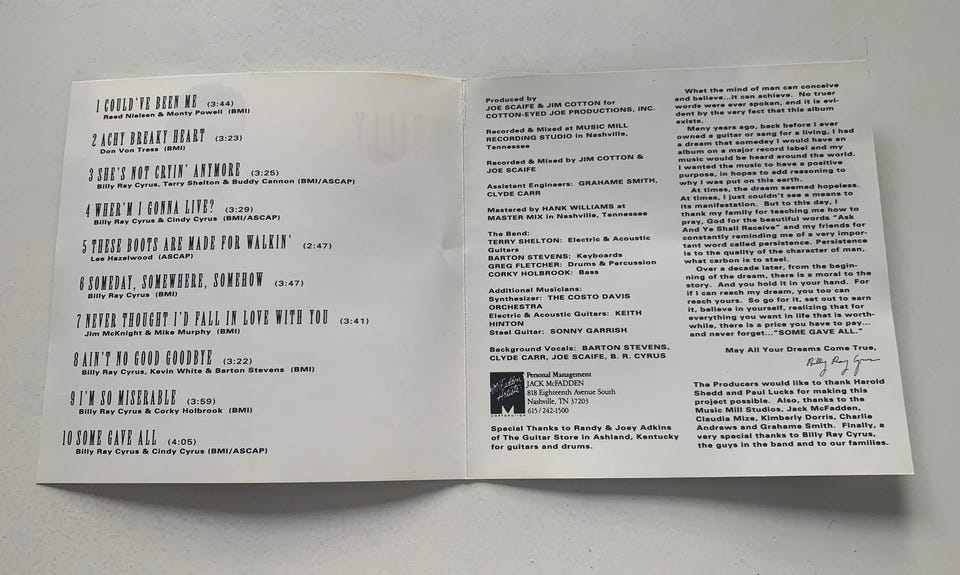 1 COULD'VE BEEN ME (3:44)
Reed Nielsen & Monty Powell (BMI)
2 ACHY BREAKY HEART (3:23)
Don Von Tress (BMI)
3 SHE'S NOT CRYIN' ANYMORE (3:25)
Billy Ray Cyrus, Terry Shelton & Buddy Cannon (BMI/ASCAP)
4 WHER'M I GONNA LIVE? (3:29)
Billy Ray Cyrus & Cindy Cyrus (BMI/ASCAP)
5 THESE BOOTS ARE MADE FOR WALKIN' (2:47)
Lee Hazelwood (ASCAP)
6 SOMEDAY, SOMEWHERE, SOMEHOW (3:47)
Billy Ray Cyrus (BMI)
7 NEVER THOUGHT I'D FALL IN LOVE WITH YOU (3:41)
Jim McKnight & Mike Murphy (BMI)
8 AIN'T NO GOOD GOODBYE (3:22)
Billy Ray Cyrus, Kevin White & Barton Stevens (BMI)
9 I'M SO MISERABLE (3:59)
Billy Ray Cyrus & Corky Holbrook (BMI)
10 SOME GAVE ALL (4:05)
Billy Ray Cyrus & Cindy Cyrus (BMI/ASCAP)
Produced by
JOE SCAIFE & JIM COTTON for
COTTON-EYED JOE PRODUCTIONS, INC.
Recorded & Mixed at MUSIC MILL
RECORDING STUDIO in Nashville,
Tennessee
Recorded & Mixed by JIM COTTON &
JOE SCAIFE
Assistant Engineers: GRAHAME SMITH,
CLYDE CARR
Mastered by HANK WILLIAMS at
MASTER MIX in Nashville, Tennessee
The Band:
TERRY SHELTON: Electric & Acoustic
Guitars
BARTON STEVENS: Keyboards
GREG FLETCHER: Drums & Percussion
CORKY HOLBROOK: Bass
Additional Musicians:
Synthesizer: THE COSTO DAVIS
ORCHESTRA
Electric & Acoustic Guitars: KEITH
HINTON
Steel Guitar: SONNY GARRISH
Background Vocals: BARTON STEVENS,
CLYDE CARR, JOE SCAIFE, B. R. CYRUS
McFadden
Artists
M
CORPORATION
Personal Management
JACK McFADDEN
818 Eighteenth Avenue South
Nashville, TN 37203
615/242-1500
Special Thanks to Randy & Joey Adkins
of The Guitar Store in Ashland, Kentucky
for guitars and drums.
What the mind of man can conceive
and believe...it can achieve. No truer
words were ever spoken, and it is evi-
dent by the very fact that this album
exists.
Many years ago, back before I ever
owned a guitar or sang for a living, I had
a dream that someday I would have an
album on a major record label and my
music would be heard around the world.
I wanted the music to have a positive
purpose, in hopes to add reasoning to
why I was put on this earth.
At times, the dream seemed hopeless.
At times, I just couldn't see a means to
its manifestation. But to this day, I
thank my family for teaching me how to
pray, God for the beautiful words "Ask
And Ye Shall Receive" and my friends for
constantly reminding me of a very impor-
tant word called persistence. Persistence
is to the quality of the character of man,
what carbon is to steel.
Over a decade later, from the begin-
ning of the dream, there is a moral to the
story. And you hold it in your hand. For
if I can reach my dream, you too can
reach yours. So go for it, set out to earn
it, believe in yourself, realizing that for
everything you want in life that is worth-
while, there is a price you have to pay...
and never forget..."SOME GAVE ALL."
May All Your Dreams Come True,
Billy Ray Cyrus
The Producers would like to thank Harold
Shedd and Paul Lucks for making this
project possible. Also, thanks to the
Music Mill Studios, Jack McFadden,
Claudia Mize, Kimberly Dorris, Charlie
Andrews and Grahame Smith. Finally, a
very special thanks to Billy Ray Cyrus,
the guys in the band and to our families.